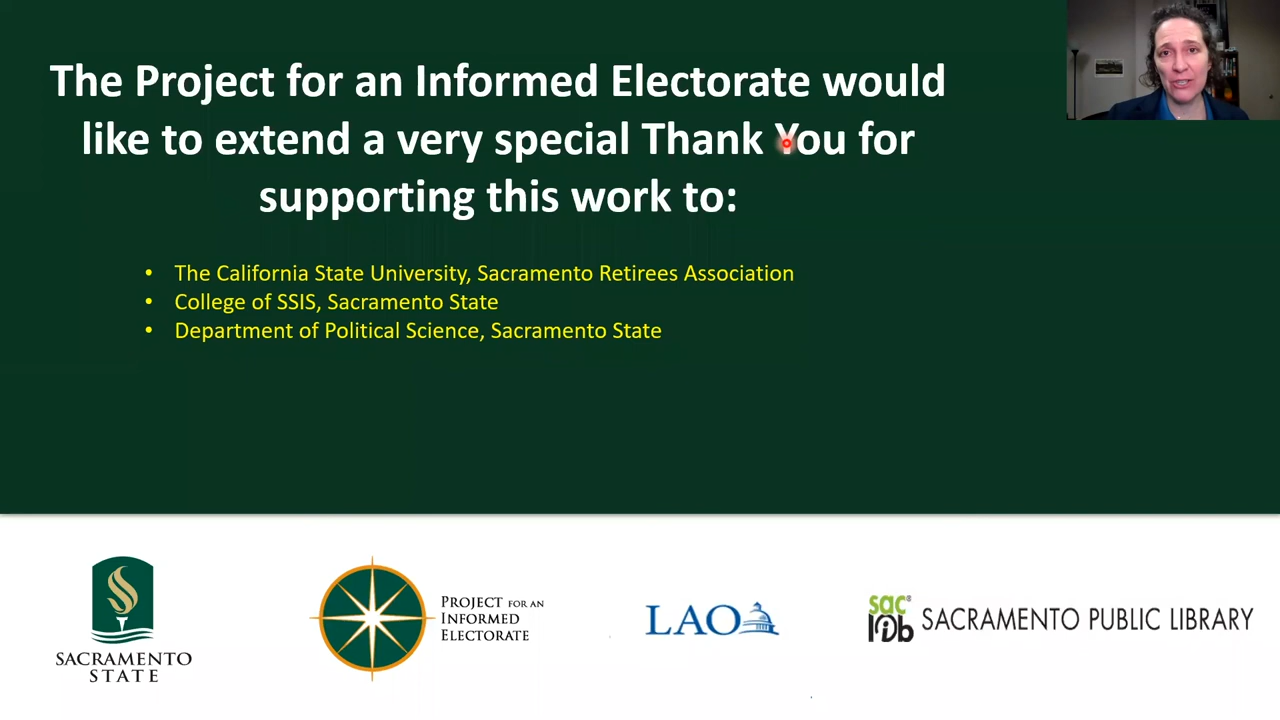 The Project for an Informed Electorate would
like to extend a very special Thank You for
supporting this work to:
• The California State University, Sacramento Retirees Association
• College of SSIS, Sacramento State
• Department of Political Science, Sacramento State
SACRAMENTO
STATE
PROJECT FOR AN
INFORMED
ELECTORATE
LAO
sac
lib
SACRAMENTO PUBLIC LIBRARY